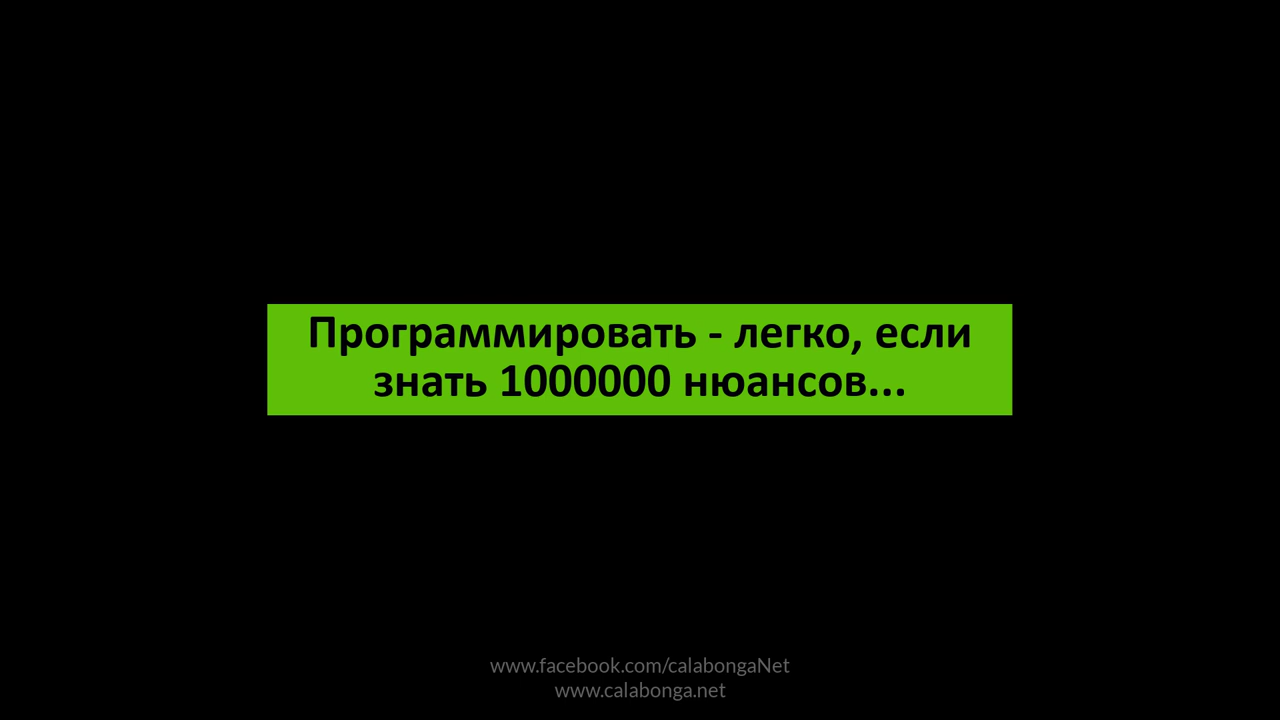 Программировать - легко, если
знать 1000000 нюансов...
www.facebook.com/calabongaNet
www.calabonga.net